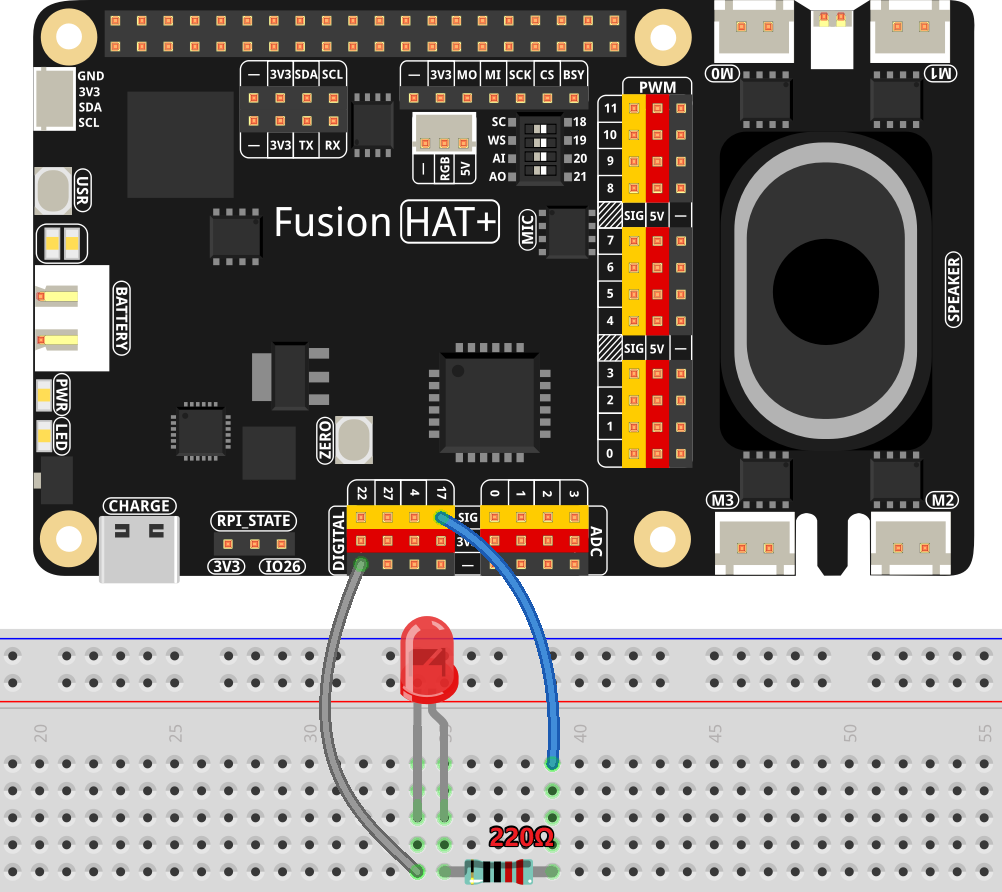 GND
3V3
SDA
SCL
— 3V3 SDA SCL
— 3V3 TX RX
— 3V3 MO MI SCK CS BSY
— RGB 5V
SC 18
WS 19
AI 20
AO 21
M0
M1
PWM
11
10
9
8
SIG 5V —
7
6
5
4
SIG 5V —
3
2
1
0
USR
Fusion HAT+
MIC
BATTERY
SPEAKER
PWR
LED
ZERO
M3
M2
CHARGE
RPI_STATE
3V3 IO26
22 27 4 17
0 1 2 3
DIGITAL
SIG
3V
—
ADC
20 25 30 40 45 50 55
220Ω